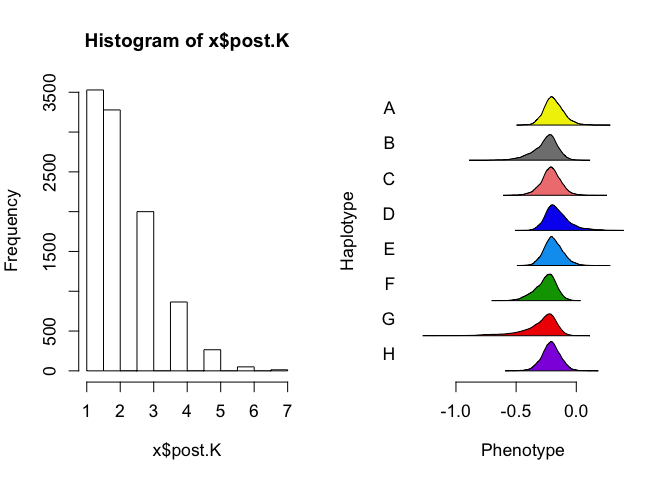 Histogram of x$post.K
Frequency
3500
2500
1500
500
0
1 2 3 4 5 6 7
x$post.K
Haplotype
A
B
C
D
E
F
G
H
-1.0 -0.5 0.0
Phenotype